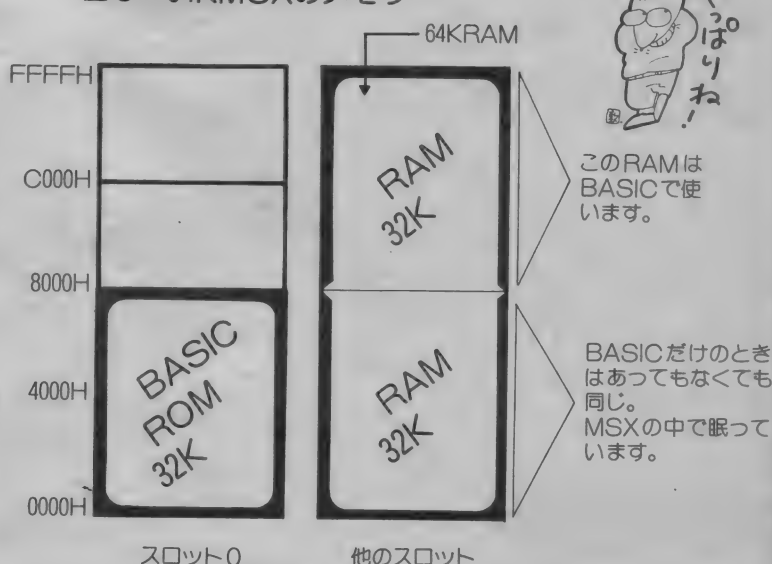 64KRAM
FFFFH
C000H
8000H
4000H
0000H
BASIC
ROM
32K
スロット0
RAM
32K
RAM
32K
他のスロット
このRAMは
BASICで使
います。
BASICだけのとき
はあってもなくても
同じ。
MSXの中で眠って
います。
っぱりね!